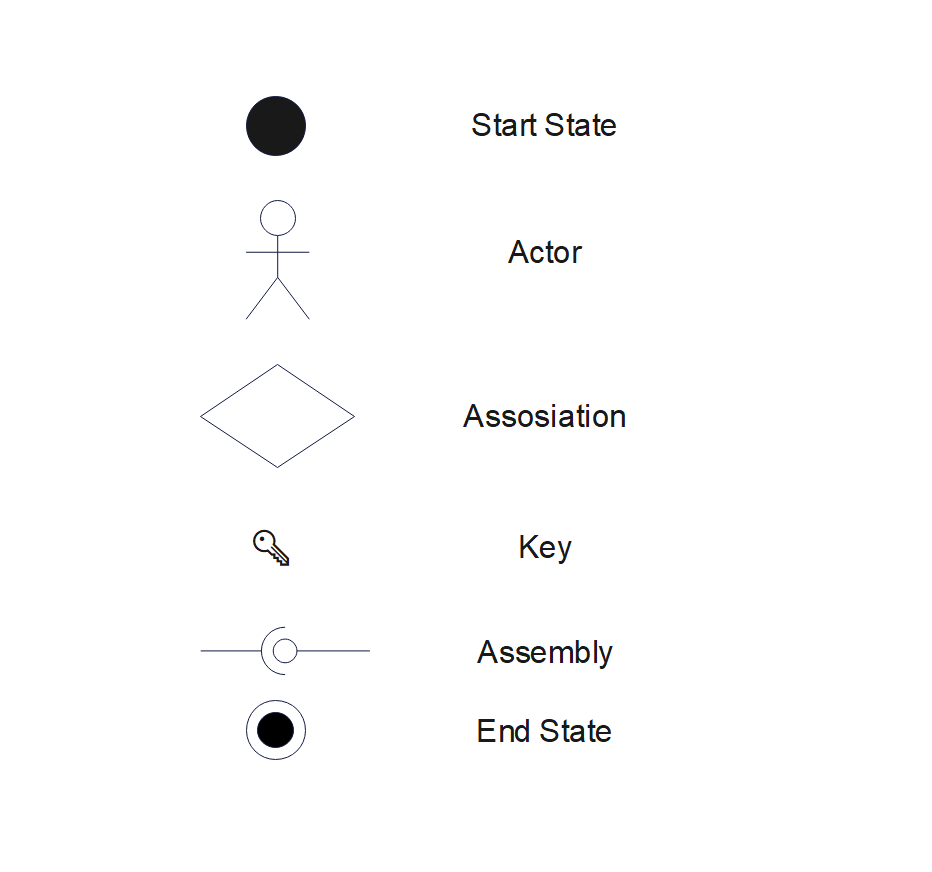 Start State
Actor
Assosiation
Key
Assembly
End State